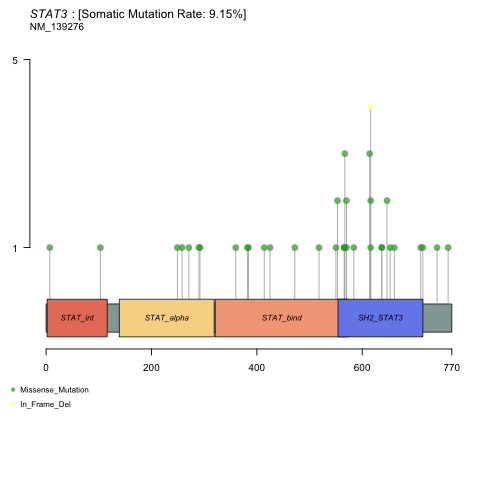 STAT3 : [Somatic Mutation Rate: 9.15%]
NM_139276
5
1
STAT_int
STAT_alpha
STAT_bind
SH2_STAT3
0
200
400
600
770
Missense_Mutation
In_Frame_Del